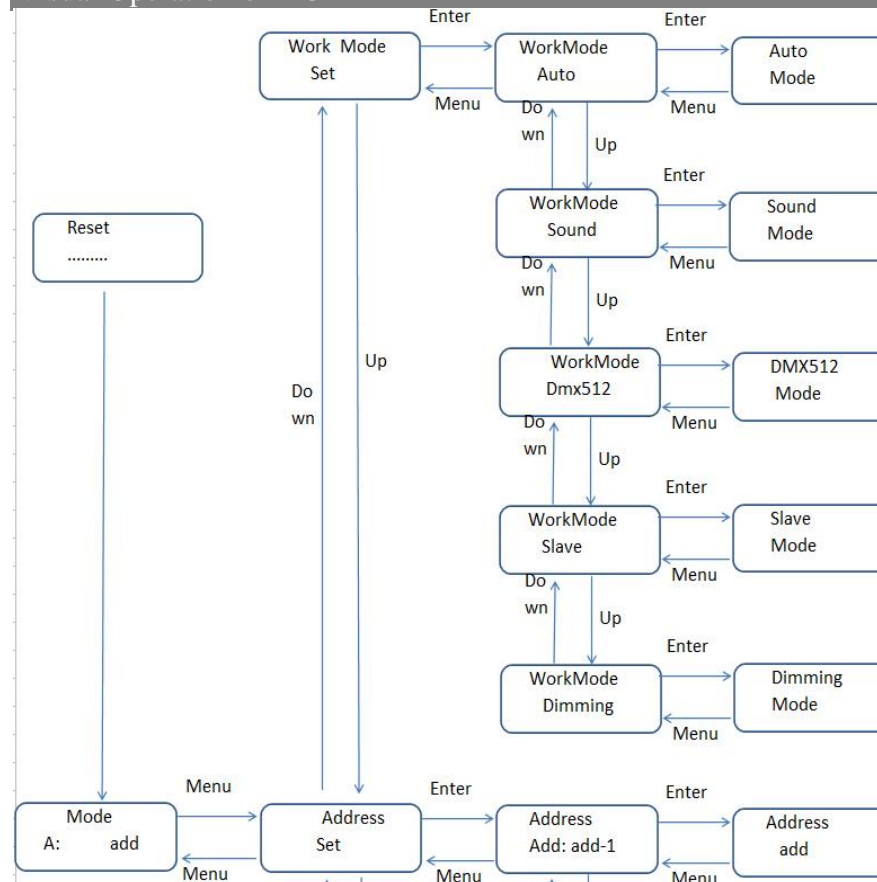 Enter
Enter
Work Mode
Set
WorkMode
Auto
Auto
Mode
Menu
Menu
Do
wn
Up
Enter
WorkMode
Sound
Sound
Mode
Reset
.........
Menu
Do
wn
Up
Enter
Up
WorkMode
Dmx512
DMX512
Mode
Do
wn
Menu
Do
wn
Up
Enter
WorkMode
Slave
Slave
Mode
Menu
Do
wn
Up
Enter
WorkMode
Dimming
Dimming
Mode
Menu
Menu
Enter
Enter
Mode
A: add
Address
Set
Address
Add: add-1
Address
add
Menu
Menu
Menu